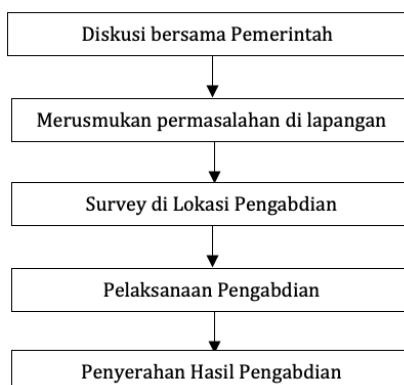 Diskusi bersama Pemerintah
Merusmukan permasalahan di lapangan
Survey di Lokasi Pengabdian
Pelaksanaan Pengabdian
Penyerahan Hasil Pengabdian